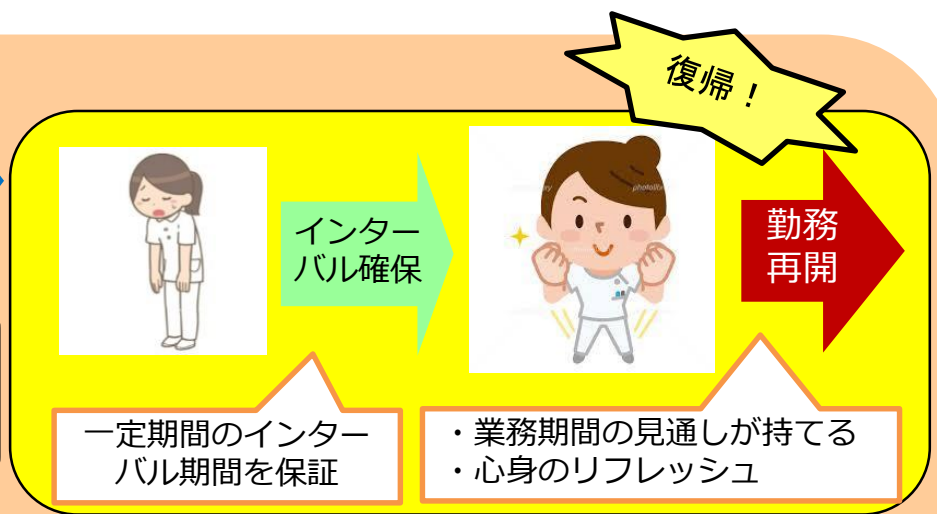 復帰！
インター
バル確保
勤務
再開
一定期間のインター
バル期間を保証
・業務期間の見通しが持てる
・心身のリフレッシュ